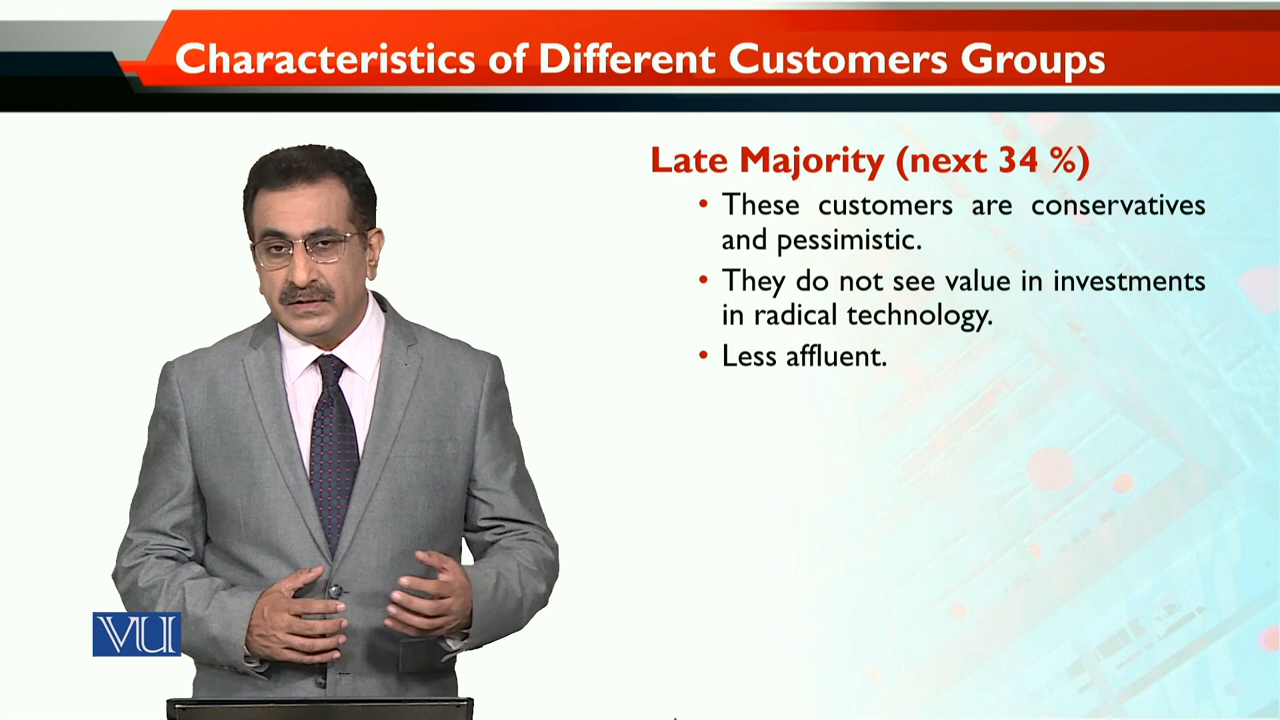 Characteristics of Different Customers Groups
Late Majority (next 34 %)
• These customers are conservatives
and pessimistic.
• They do not see value in investments
in radical technology.
• Less affluent.
VU